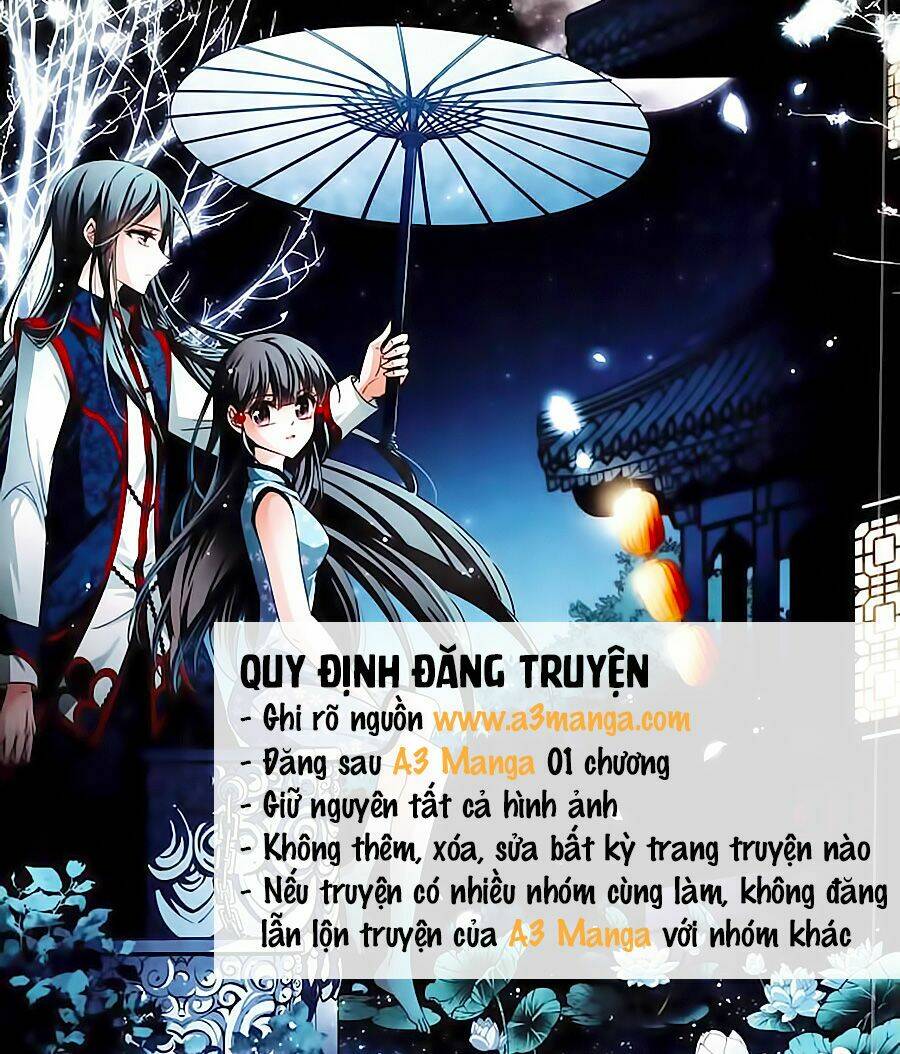 QUY ĐỊNH ĐĂNG TRUYỆN
- Ghi rõ nguồn www.a3manga.com
- Đăng sau A3 Manga 01 chương
- Giữ nguyên tất cả hình ảnh
- Không thêm, xóa, sửa bất kỳ trang truyện nào
- Nếu truyện có nhiều nhóm cùng làm, không đăng
lẫn lộn truyện của A3 Manga với nhóm khác